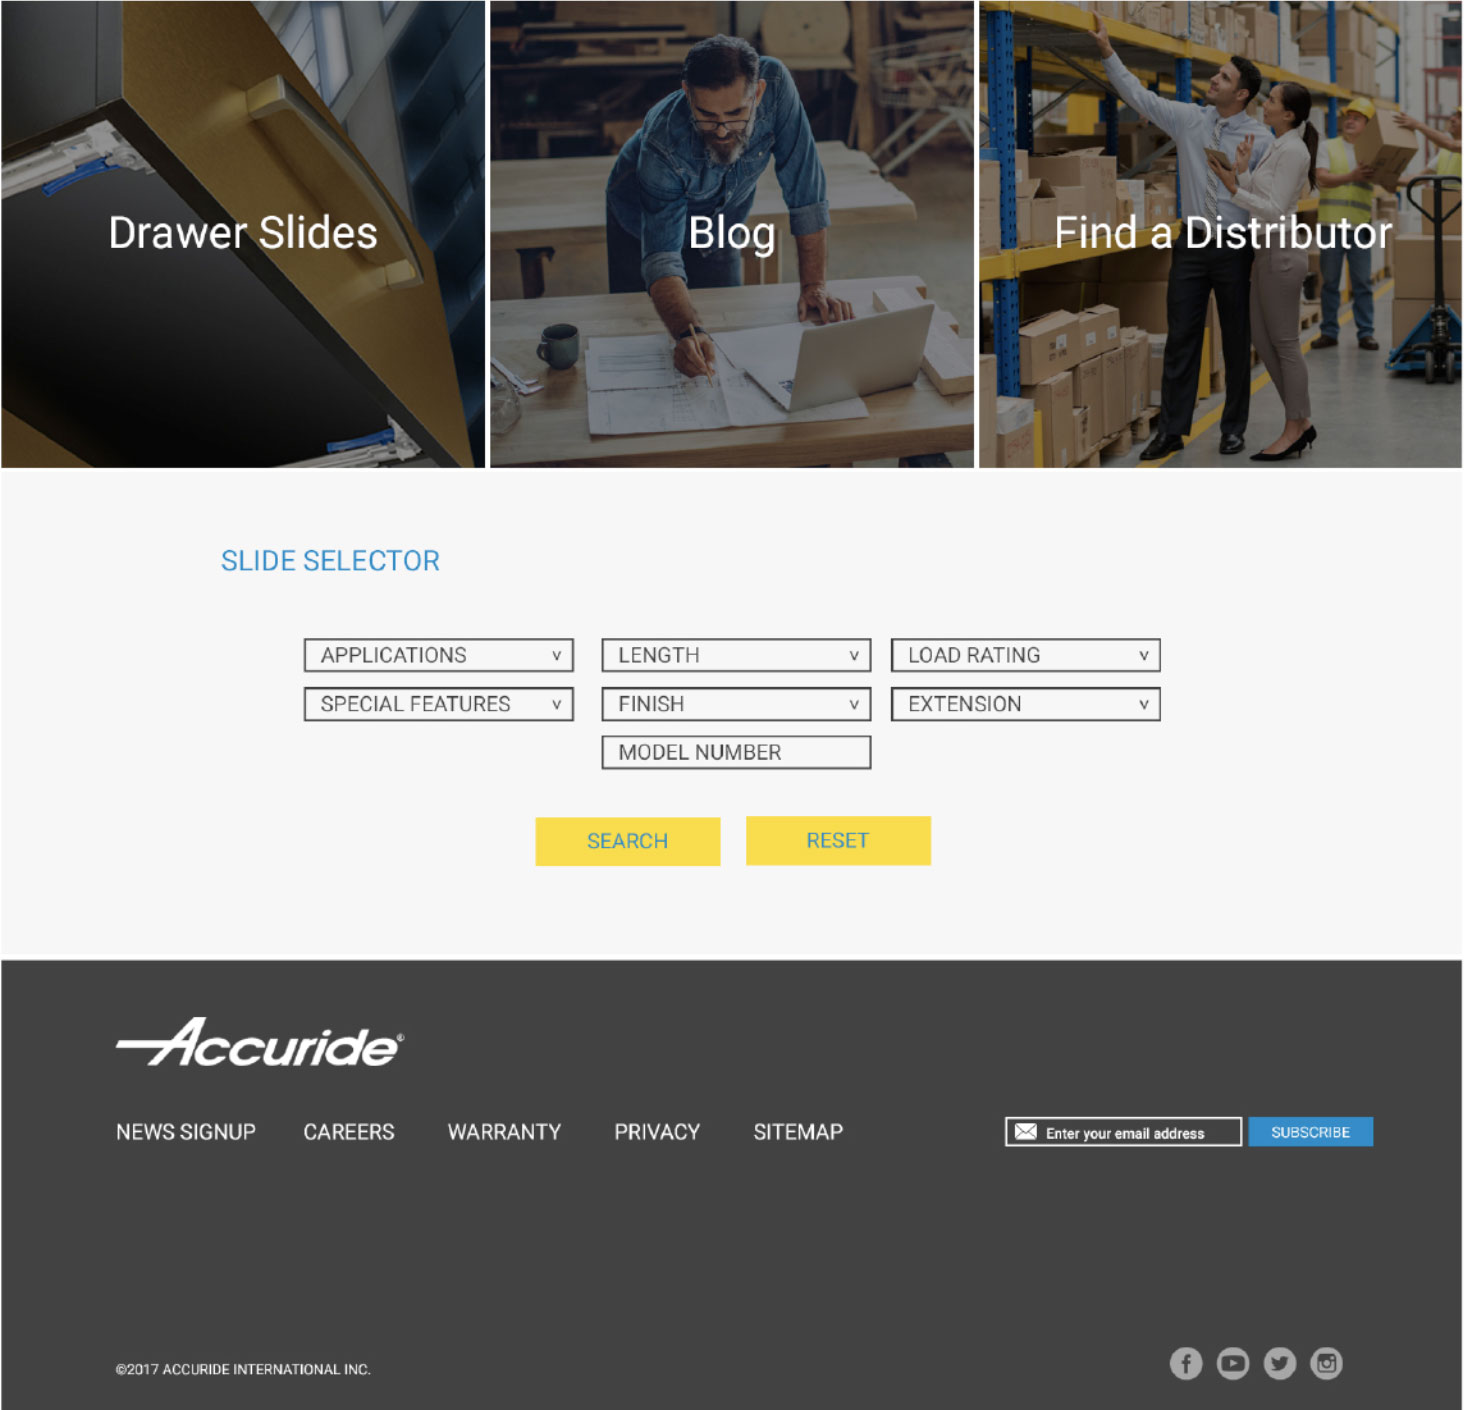 Drawer Slides
Blog
Find a Distributor
SLIDE SELECTOR
APPLICATIONS v
LENGTH v
LOAD RATING v
SPECIAL FEATURES v
FINISH v
EXTENSION v
MODEL NUMBER
SEARCH
RESET
Accuride®
NEWS SIGNUP
CAREERS
WARRANTY
PRIVACY
SITEMAP
Enter your email address
SUBSCRIBE
©2017 ACCURIDE INTERNATIONAL INC.